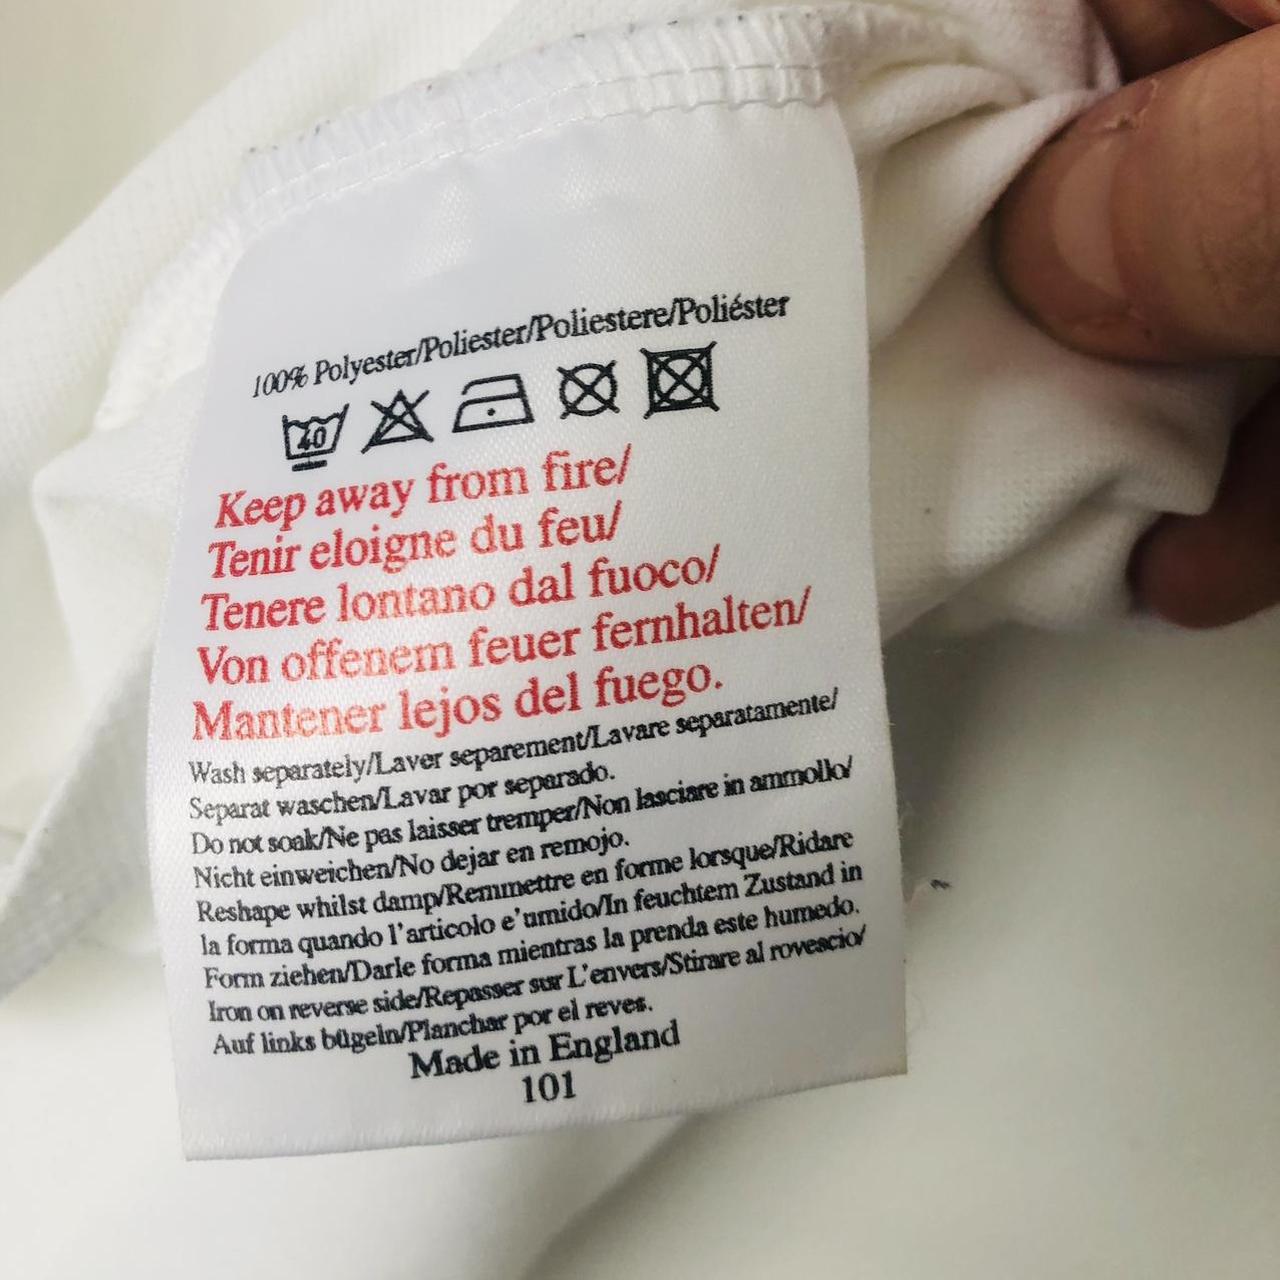 100% Polyester/Poliester/Poliestere/Poliéster
40
Keep away from fire/
Tenir eloigne du feu/
Tenere lontano dal fuoco/
Von offenem feuer fernhalten/
Mantener lejos del fuego.
Wash separately/Laver separement/Lavare separatamente/
Separat waschen/Lavar por separado.
Do not soak/Ne pas laisser tremper/Non lasciare in ammollo/
Nicht einweichen/No dejar en remojo.
Reshape whilst damp/Remmettre en forme lorsque/Ridare
la forma quando l'articolo e'umido/In feuchtem Zustand in
Form ziehen/Darle forma mientras la prenda este humedo.
Iron on reverse side/Repasser sur L'envers/Stirare al rovescio/
Auf links bügeln/Planchar por el reves.
Made in England
101